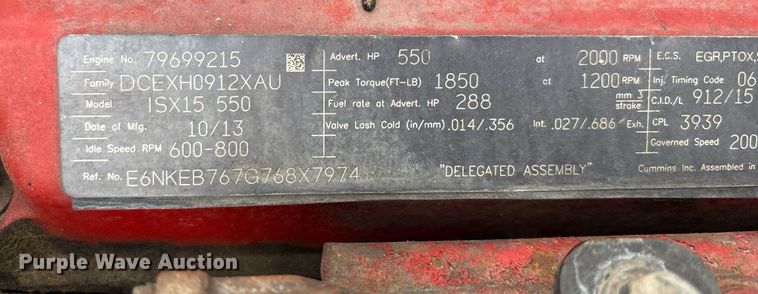 Engine No. 79699215
Family DCEXH0912XAU
Model ISX15 550
Date of Mfg. 10/13
Idle Speed RPM 600-800
Ref. No. E6NKEB767G768X7974
Advert. HP 550 at 2000 RPM
Peak Torque(FT-LB) 1850 at 1200 RPM
Fuel rate at Advert. HP 288 mm 3 stroke
Valve Lash Cold (in/mm) .014/.356 Int. .027/.686 Exh.
"DELEGATED ASSEMBLY"
E.C.S. EGR,PTOX,
Inj. Timing Code 06
C.I.D./L 912/15
CPL 3939
Governed Speed 200
Cummins Inc. Assembled in
Purple Wave Auction